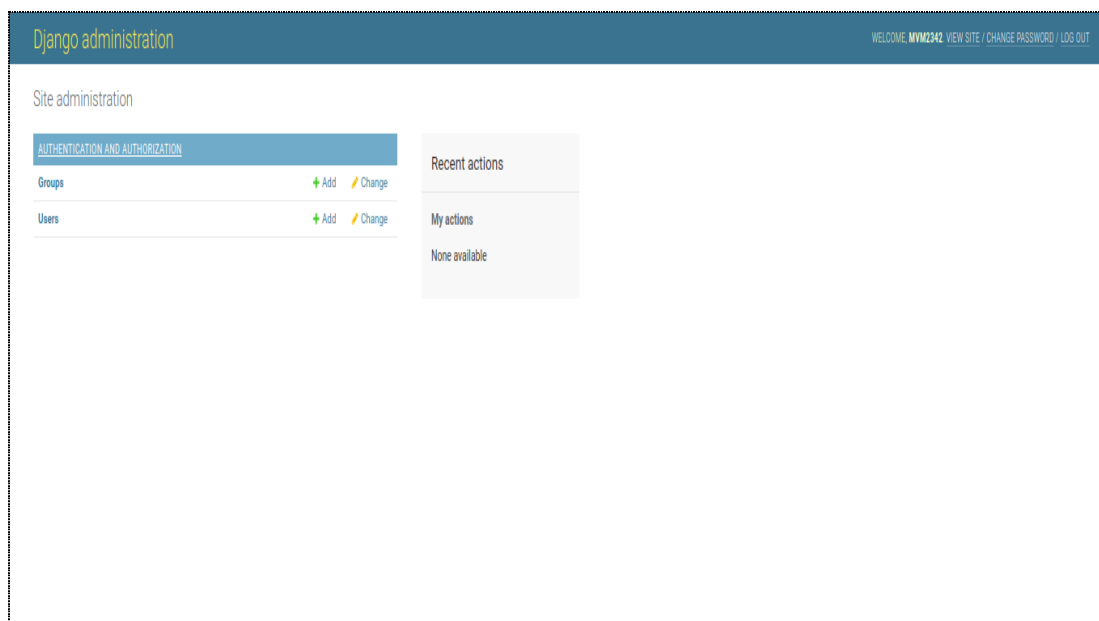 Django administration
WELCOME, MVM2342. VIEW SITE / CHANGE PASSWORD / LOG OUT
Site administration
AUTHENTICATION AND AUTHORIZATION
Groups + Add Change
Users + Add Change
Recent actions
My actions
None available